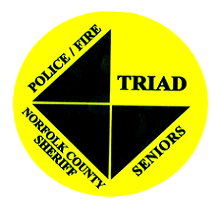 POLICE / FIRE
TRIAD
NORFOLK COUNTY
SHERIFF
SENIORS